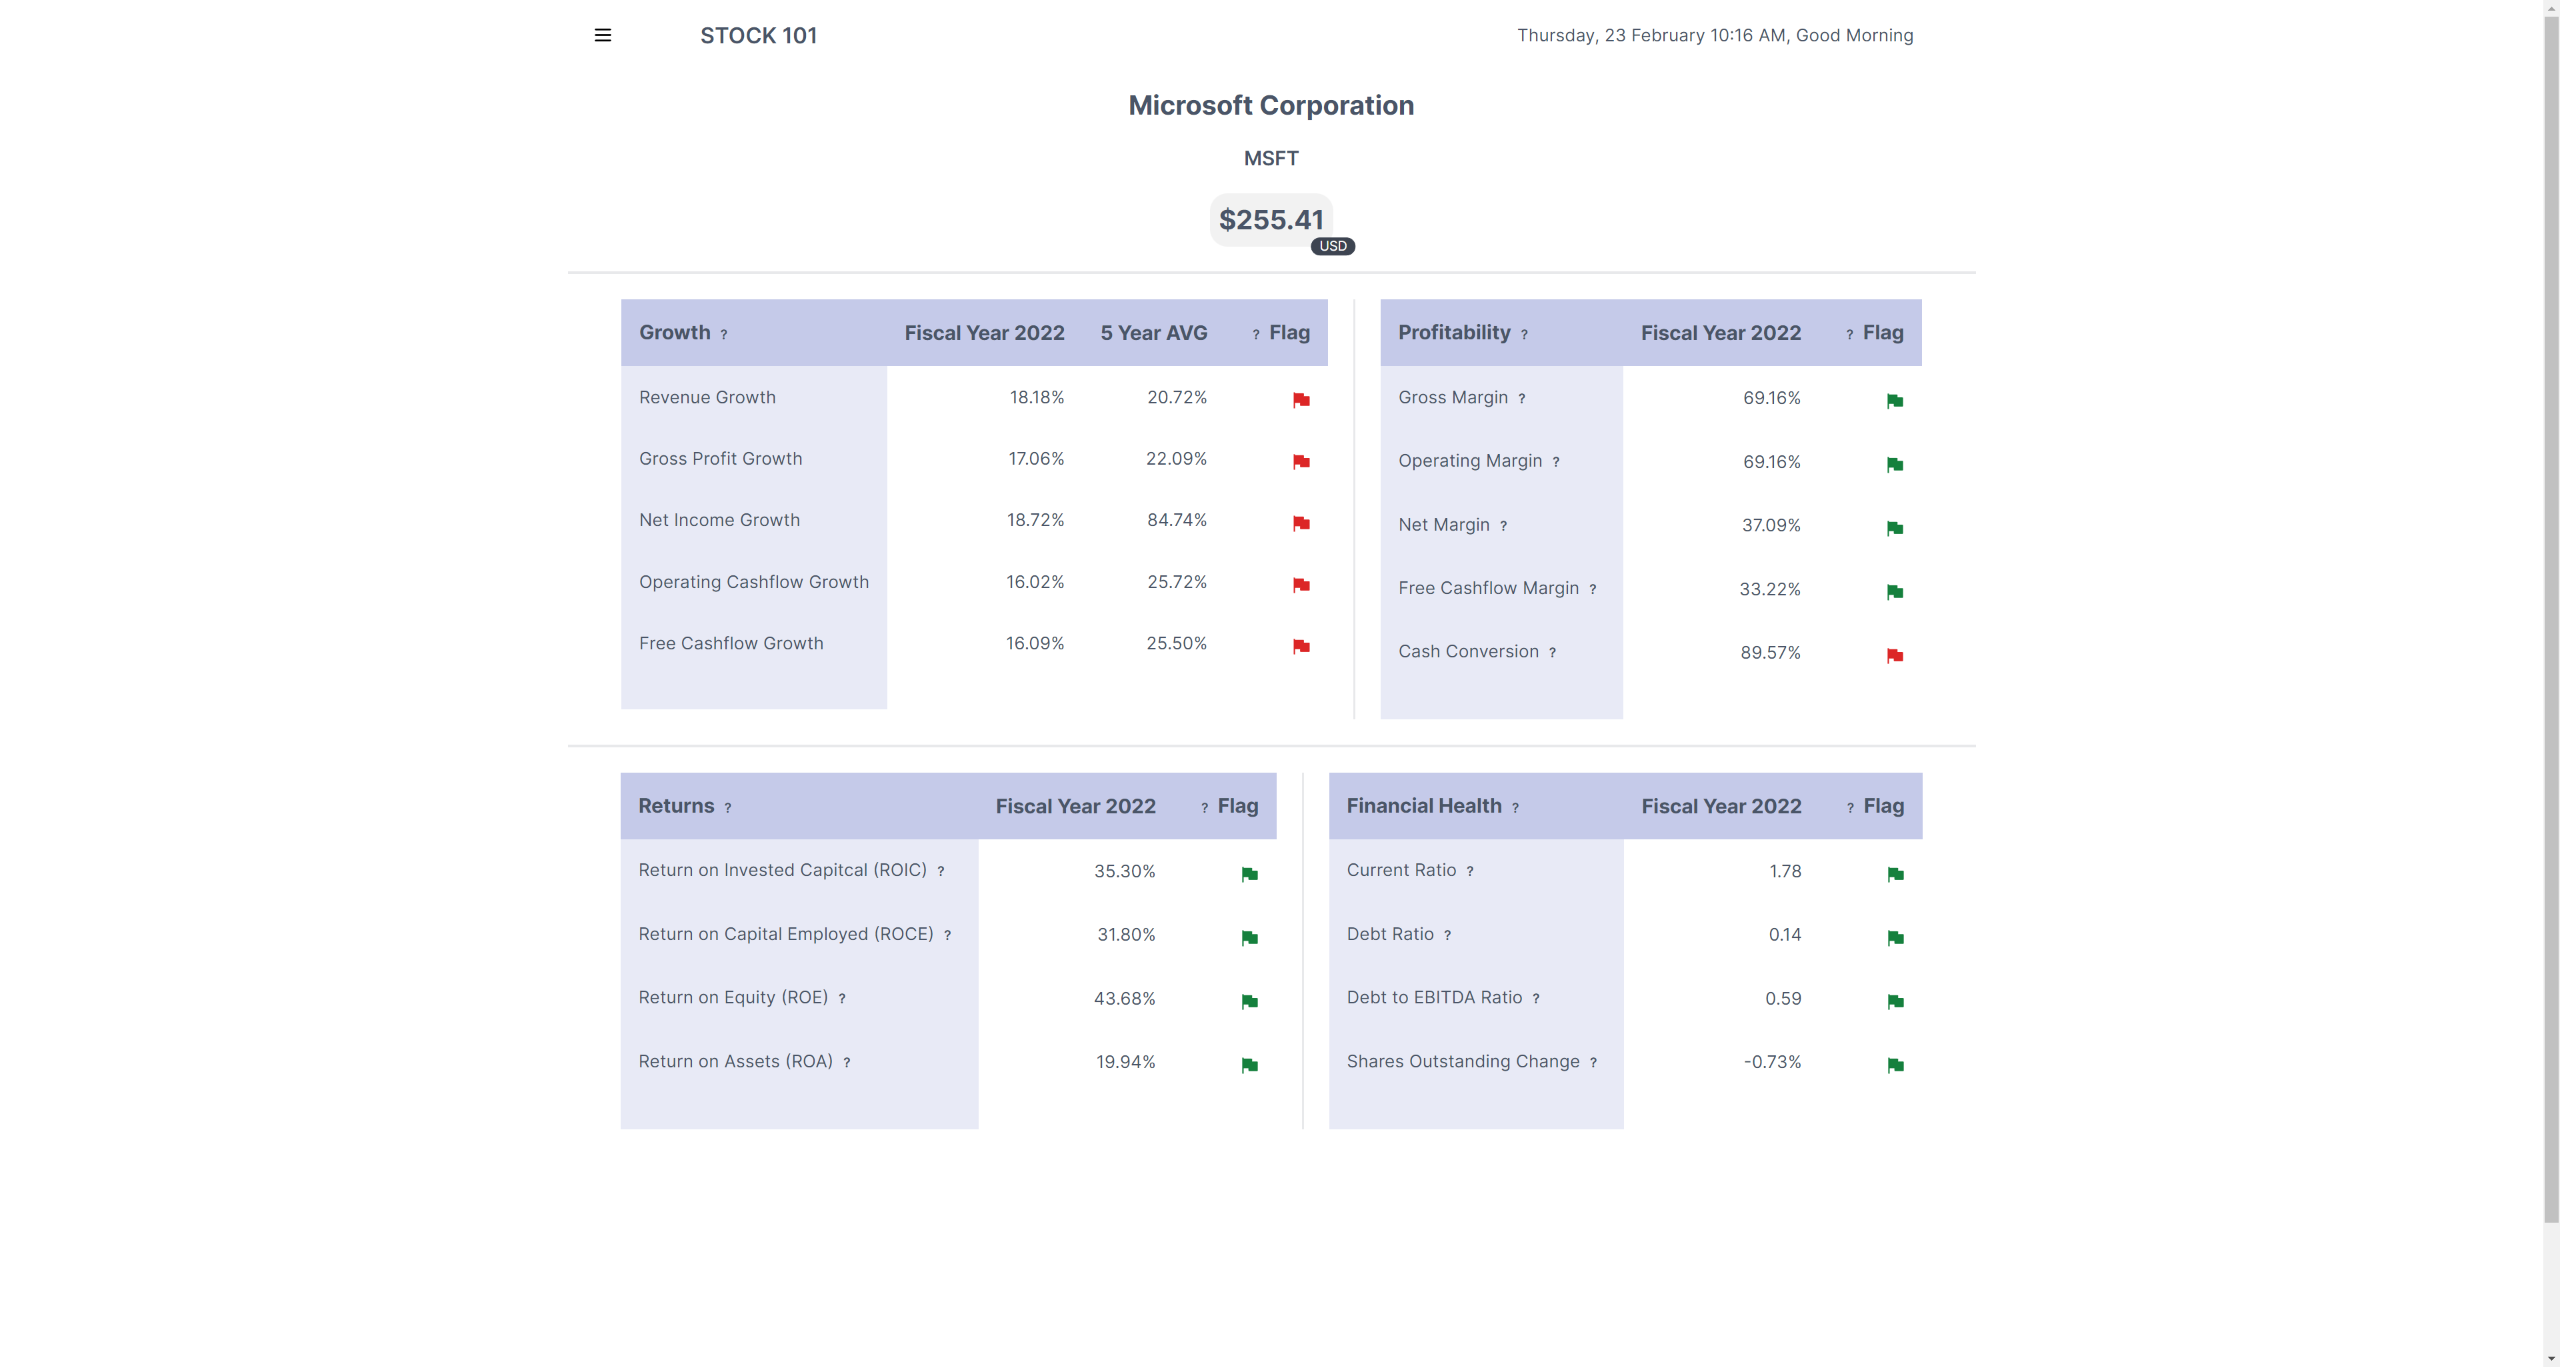 STOCK 101
Thursday, 23 February 10:16 AM, Good Morning
Microsoft Corporation
MSFT
$255.41
USD
Growth ? Fiscal Year 2022 5 Year AVG ? Flag
Revenue Growth 18.18% 20.72%
Gross Profit Growth 17.06% 22.09%
Net Income Growth 18.72% 84.74%
Operating Cashflow Growth 16.02% 25.72%
Free Cashflow Growth 16.09% 25.50%
Profitability ? Fiscal Year 2022 ? Flag
Gross Margin ? 69.16%
Operating Margin ? 69.16%
Net Margin ? 37.09%
Free Cashflow Margin ? 33.22%
Cash Conversion ? 89.57%
Returns ? Fiscal Year 2022 ? Flag
Return on Invested Capitcal (ROIC) ? 35.30%
Return on Capital Employed (ROCE) ? 31.80%
Return on Equity (ROE) ? 43.68%
Return on Assets (ROA) ? 19.94%
Financial Health ? Fiscal Year 2022 ? Flag
Current Ratio ? 1.78
Debt Ratio ? 0.14
Debt to EBITDA Ratio ? 0.59
Shares Outstanding Change ? -0.73%